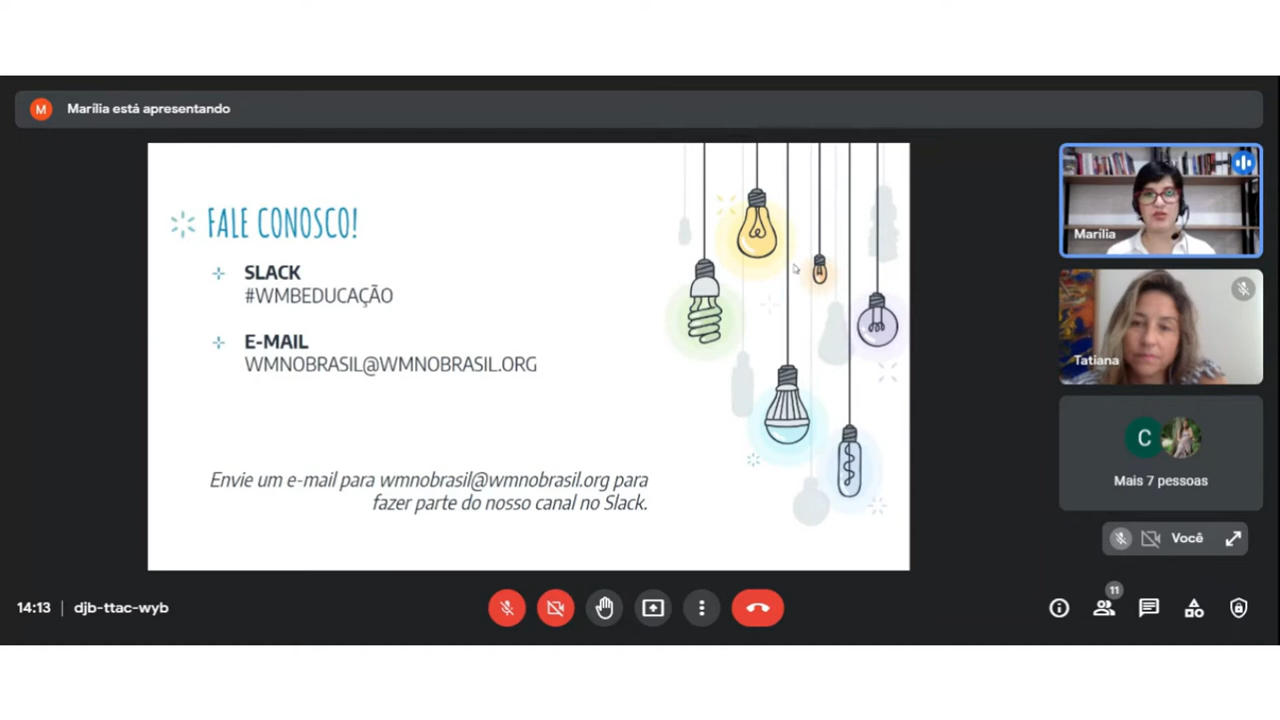 M Marília está apresentando
FALE CONOSCO!
SLACK
#WMBEDUCAÇÃO
E-MAIL
WMNOBRASIL@WMNOBRASIL.ORG
Envie um e-mail para wmnobrasil@wmnobrasil.org para
fazer parte do nosso canal no Slack.
Marília
Tatiana
C
Mais 7 pessoas
Você
14:13 | djb-ttac-wyb
11